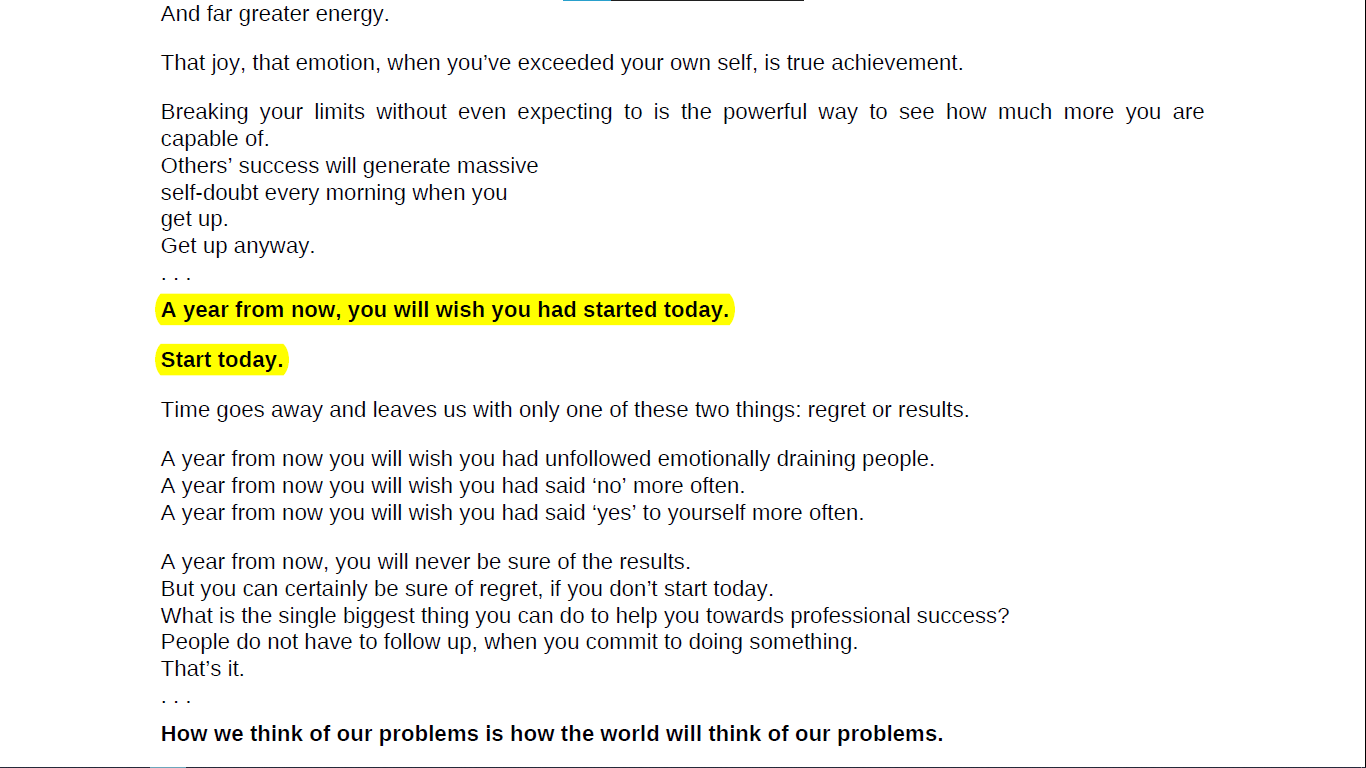 And far greater energy.
That joy, that emotion, when you’ve exceeded your own self, is true achievement.
Breaking your limits without even expecting to is the powerful way to see how much more you are
capable of.
Others’ success will generate massive
self-doubt every morning when you
get up.
Get up anyway.
. . .
A year from now, you will wish you had started today.
Start today.
Time goes away and leaves us with only one of these two things: regret or results.
A year from now you will wish you had unfollowed emotionally draining people.
A year from now you will wish you had said ‘no’ more often.
A year from now you will wish you had said ‘yes’ to yourself more often.
A year from now, you will never be sure of the results.
But you can certainly be sure of regret, if you don’t start today.
What is the single biggest thing you can do to help you towards professional success?
People do not have to follow up, when you commit to doing something.
That’s it.
. . .
How we think of our problems is how the world will think of our problems.